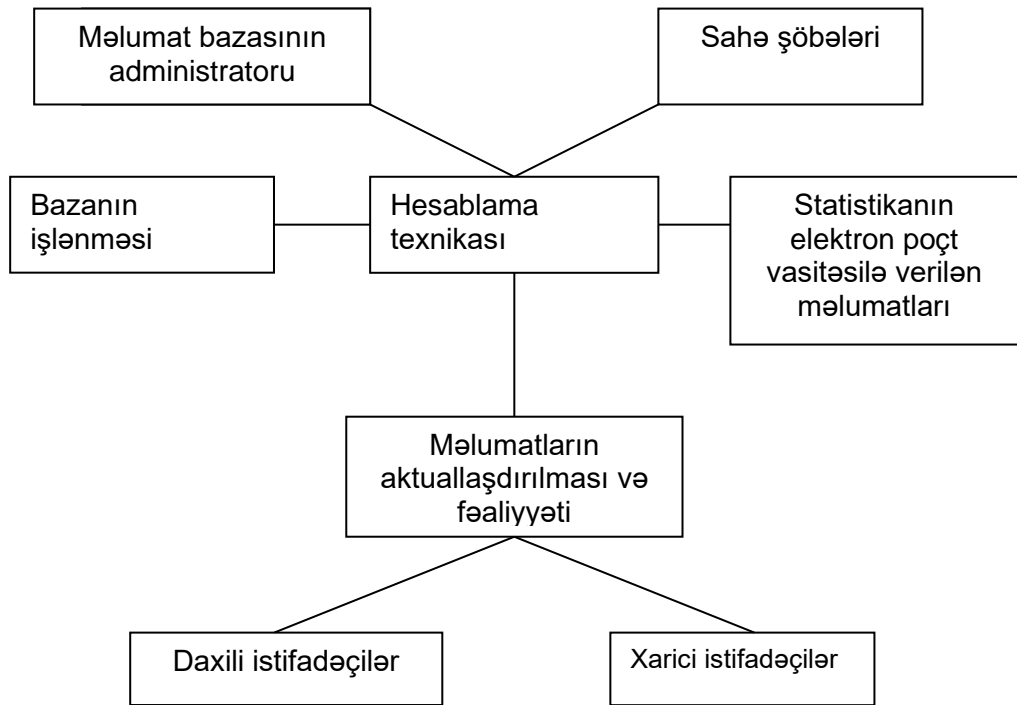 Məlumat bazasının
administratoru
Sahə şöbələri
Bazanın
işlənməsi
Hesablama
texnikası
Statistikanın
elektron poçt
vasitəsilə verilən
məlumatları
Məlumatların
aktuallaşdırılması və
fəaliyyəti
Daxili istifadəçilər
Xarici istifadəçilər